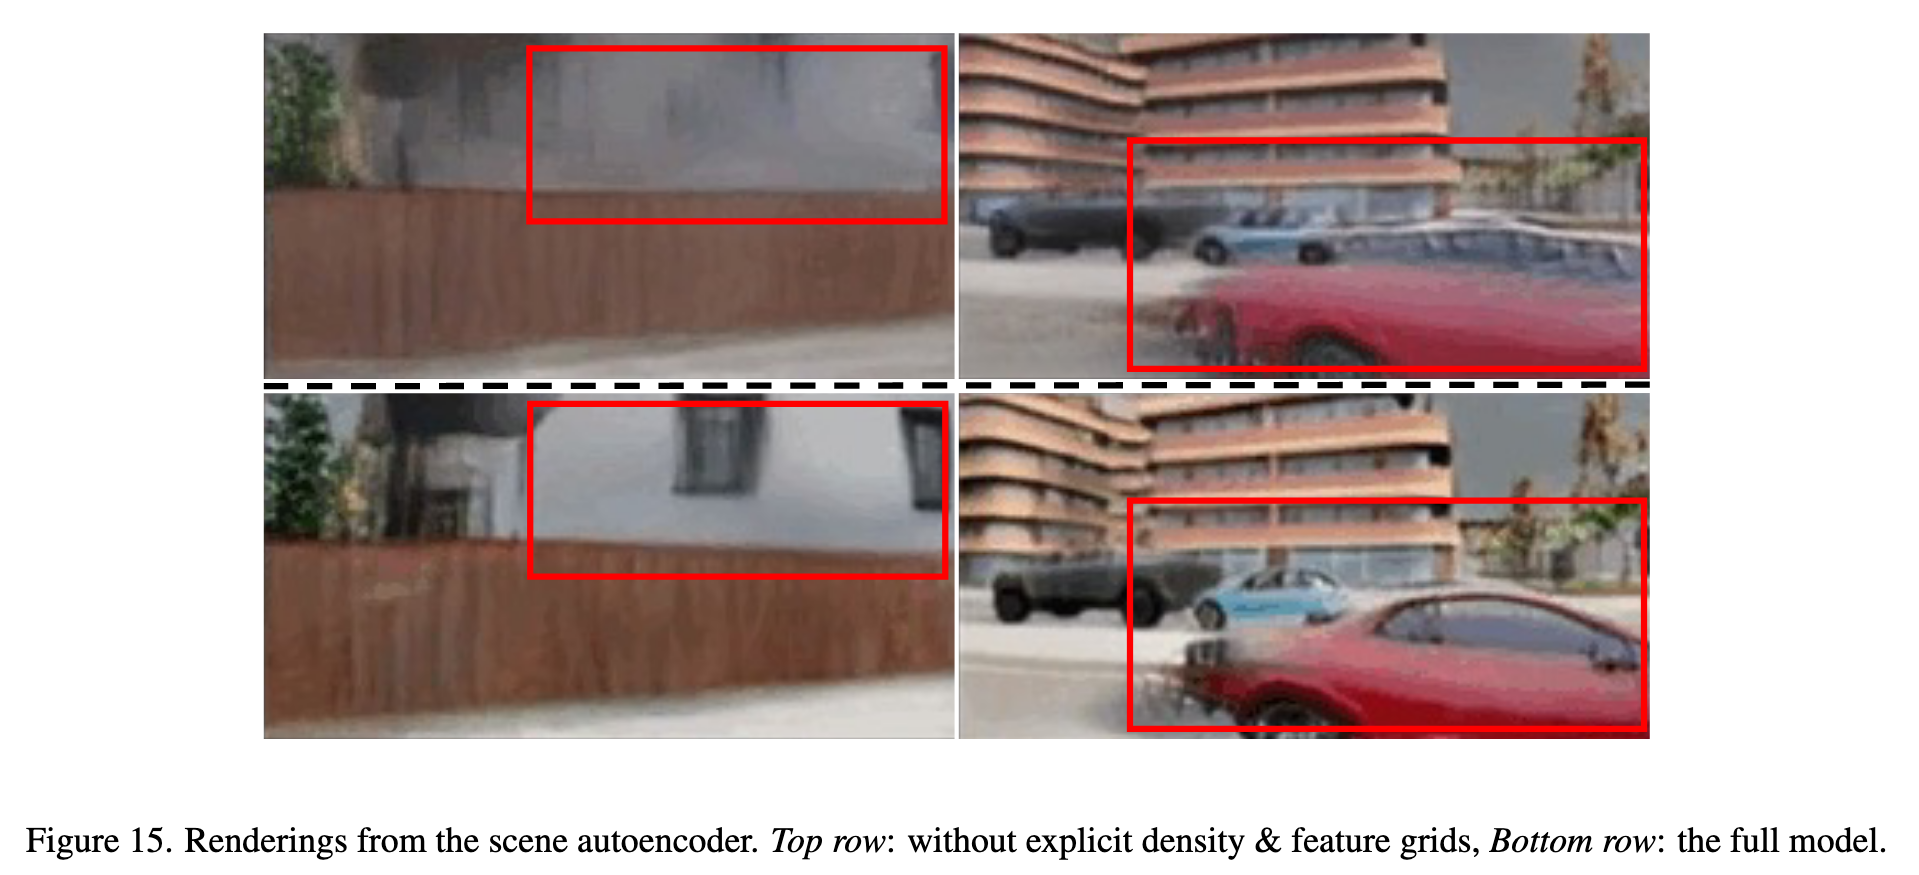 Figure 15. Renderings from the scene autoencoder. Top row: without explicit density & feature grids, Bottom row: the full model.